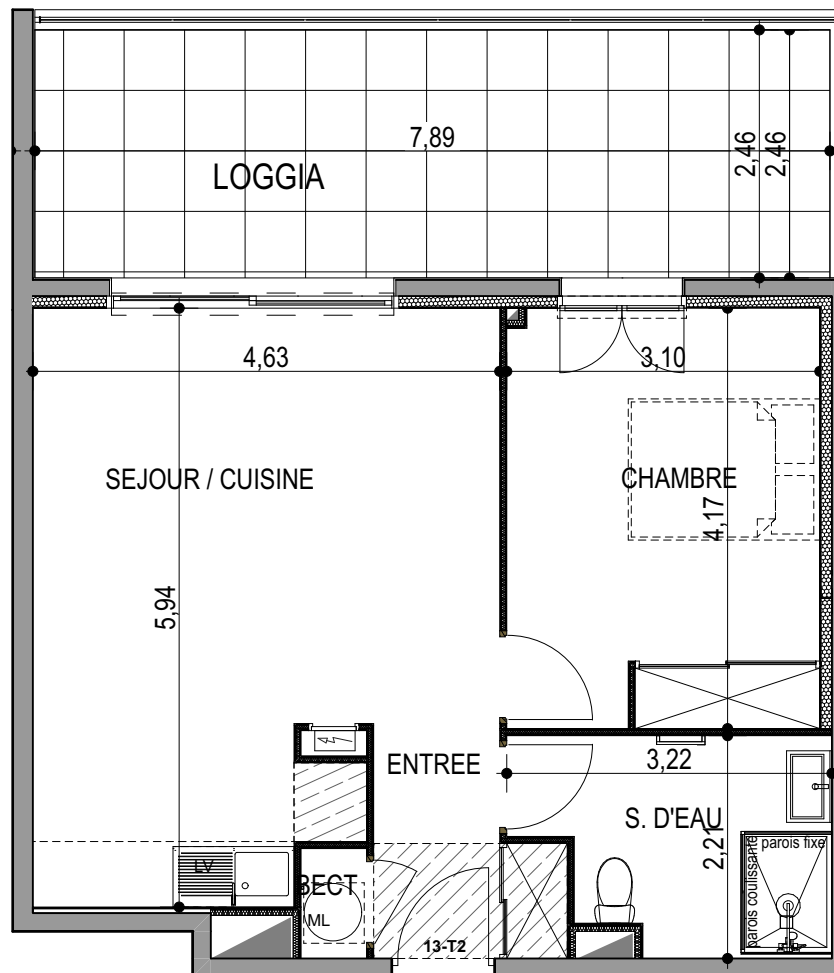 7,89
2,46
2,46
LOGGIA
4,63
3,10
SEJOUR / CUISINE
CHAMBRE
4,17
5,94
ENTREE
3,22
S. D'EAU
2,21
parois fixe
parois coulissante
LV
BECT
ML
13-T2